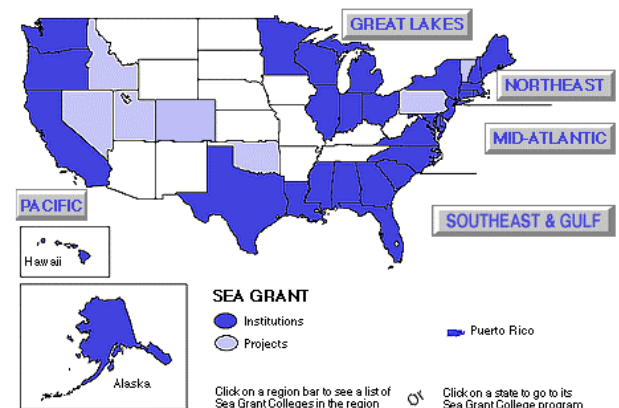 GREAT LAKES
NORTHEAST
MID-ATLANTIC
PACIFIC
SOUTHEAST & GULF
Hawaii
SEA GRANT
Institutions
Projects
Puerto Rico
Alaska
Click on a region bar to see a list of
Sea Grant Colleges in the region
Or
Click on a state to go to its
Sea Grant College program